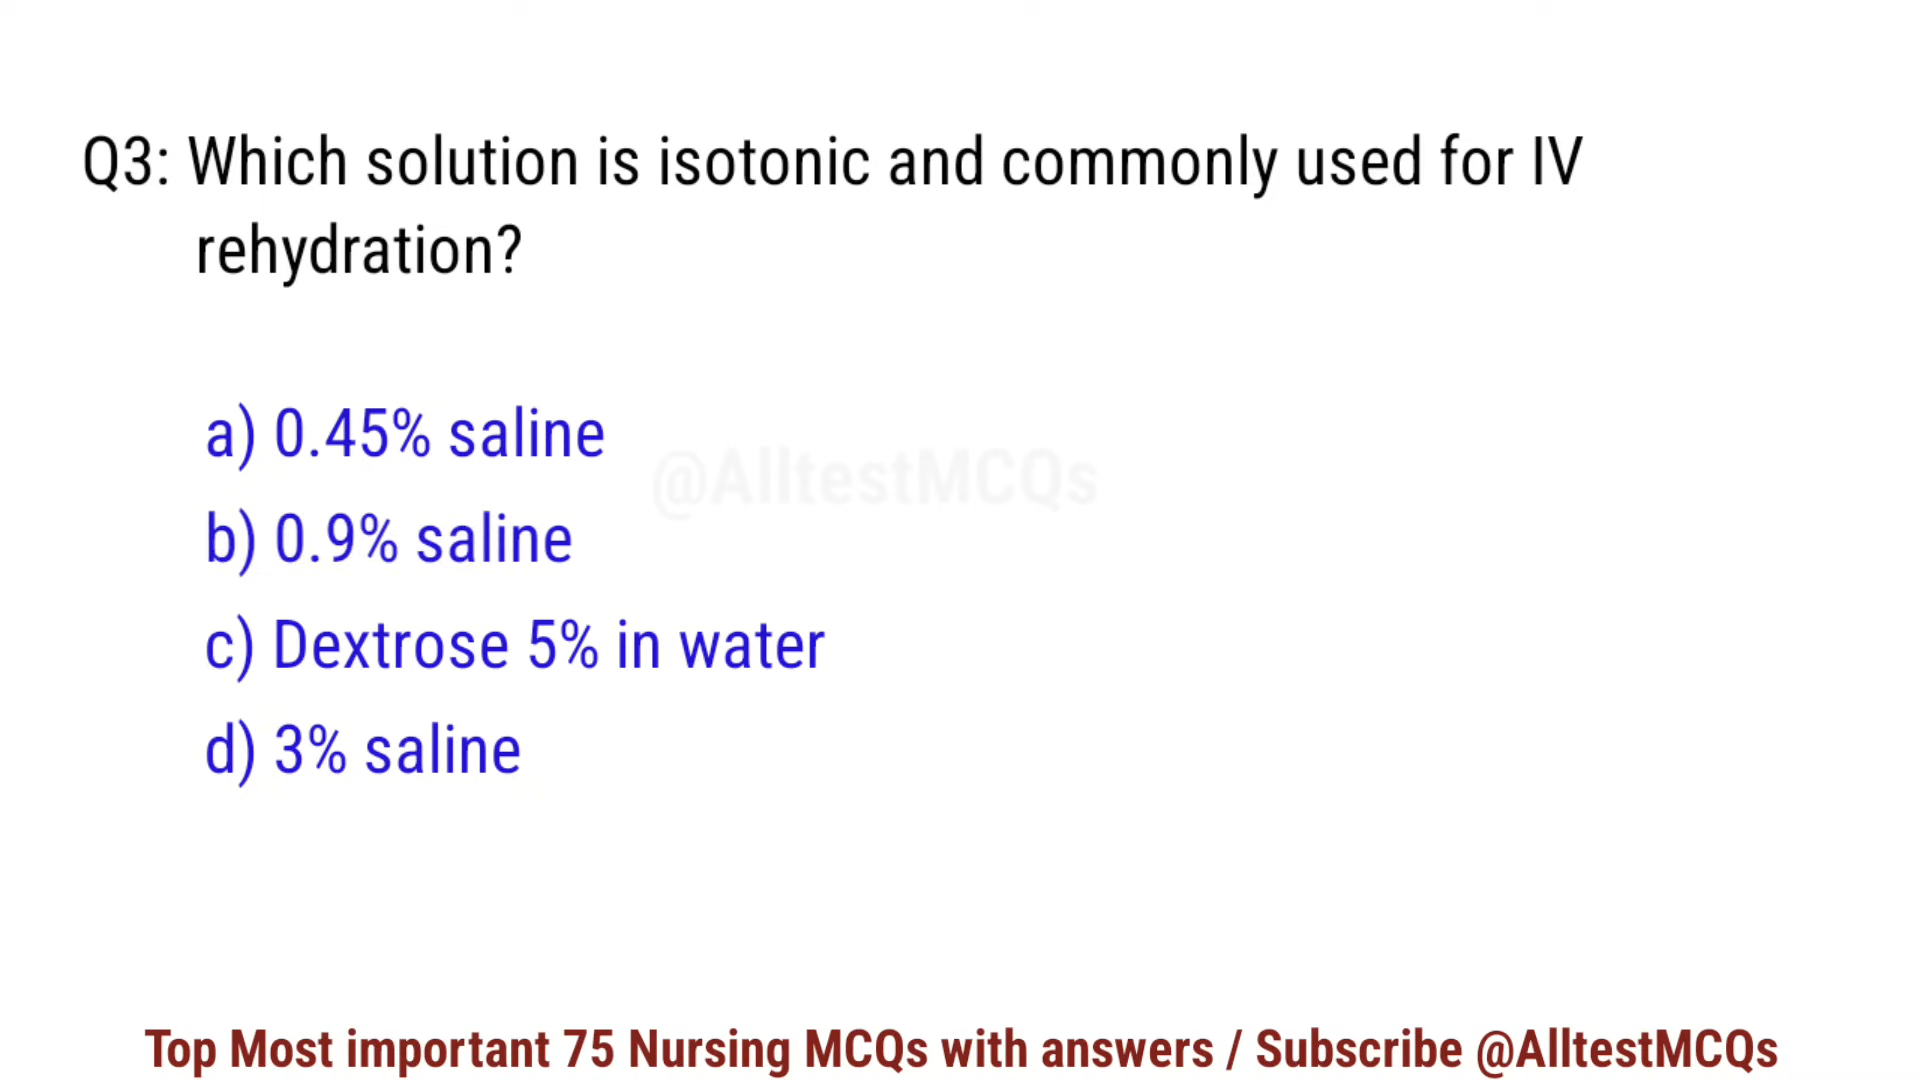 Q3: Which solution is isotonic and commonly used for IV
rehydration?
a) 0.45% saline
@AlltestMCQs
b) 0.9% saline
c) Dextrose 5% in water
d) 3% saline
Top Most important 75 Nursing MCQs with answers / Subscribe @AlltestMCQs